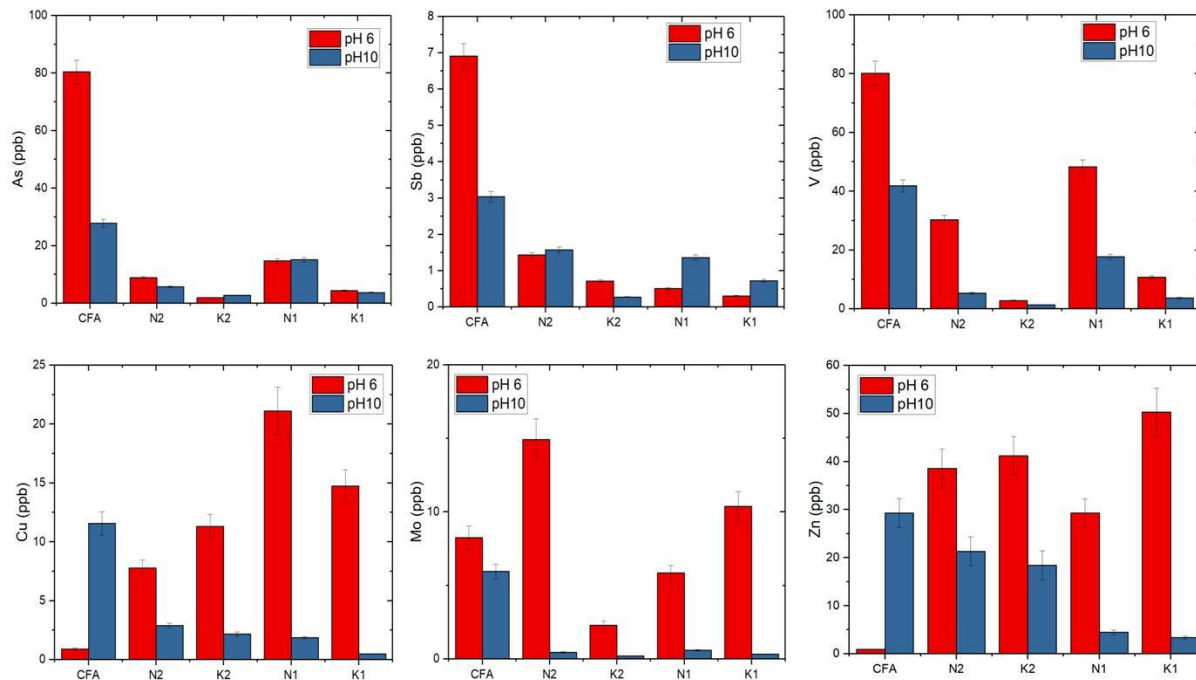 100
80
60
40
20
0
As (ppb)
pH 6
pH10
CFA N2 K2 N1 K1
8
7
6
5
4
3
2
1
0
Sb (ppb)
pH 6
pH10
CFA N2 K2 N1 K1
100
80
60
40
20
0
V (ppb)
pH 6
pH10
CFA N2 K2 N1 K1
25
20
15
10
5
0
Cu (ppb)
pH 6
pH10
CFA N2 K2 N1 K1
20
10
0
Mo (ppb)
pH 6
pH10
CFA N2 K2 N1 K1
60
50
40
30
20
10
0
Zn (ppb)
pH 6
pH10
CFA N2 K2 N1 K1